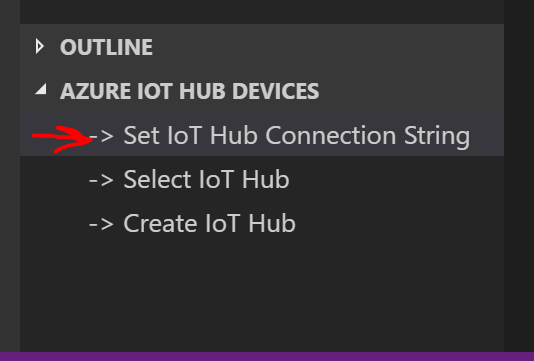 OUTLINE
AZURE IOT HUB DEVICES
-> Set IoT Hub Connection String
-> Select IoT Hub
-> Create IoT Hub